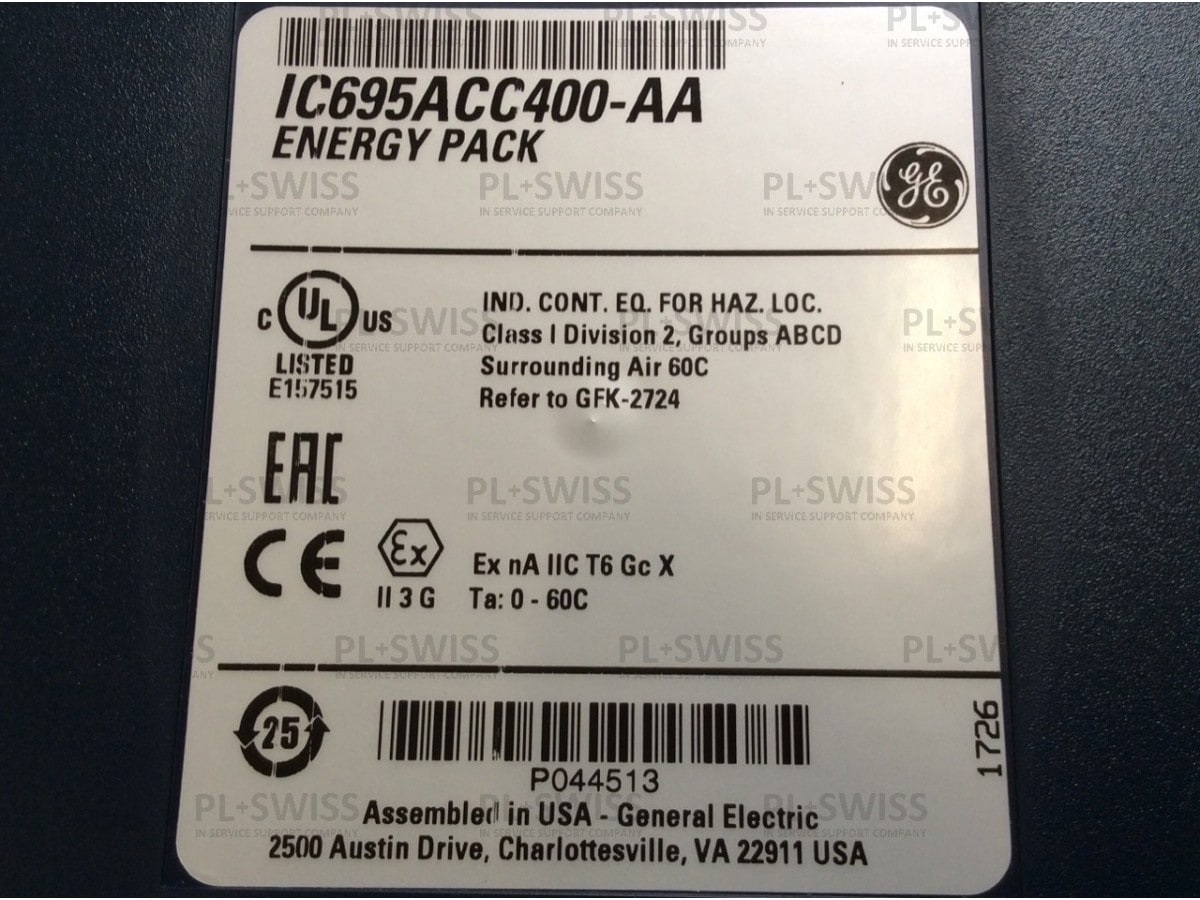 IC695ACC400-AA
ENERGY PACK
GE
C UL US
LISTED
E157515
IND. CONT. EQ. FOR HAZ. LOC.
Class I Division 2, Groups ABCD
Surrounding Air 60C
Refer to GFK-2724
EAC
CE
Ex
II 3 G
Ex nA IIC T6 Gc X
Ta: 0 - 60C
25
1726
P044513
Assembled in USA - General Electric
2500 Austin Drive, Charlottesville, VA 22911 USA
PL+SWISS
IN SERVICE SUPPORT COMPANY